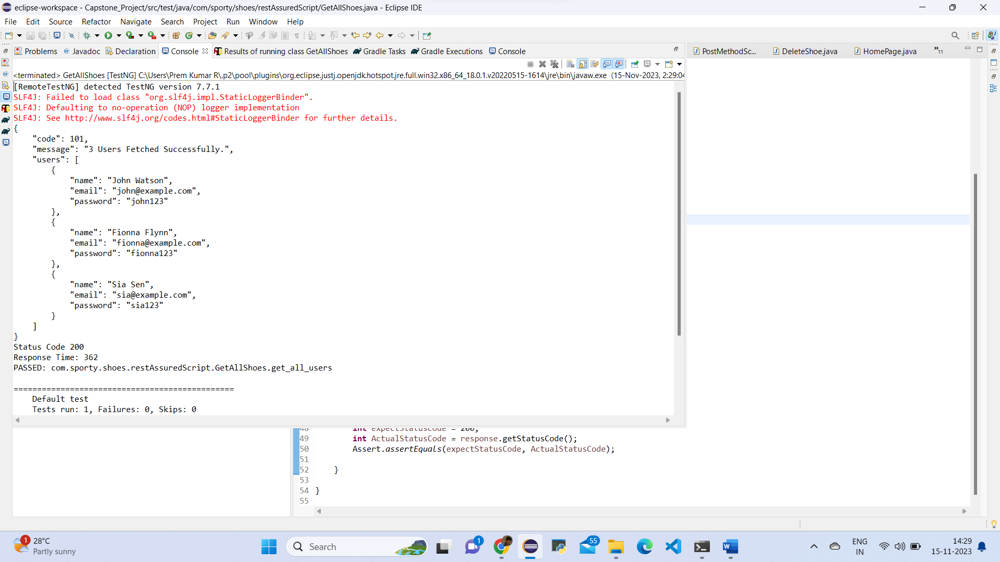 eclipse-workspace - Capstone_Project/src/test/java/com/sporty/shoes/restAssuredScript/GetAllShoes.java - Eclipse IDE
File Edit Source Refactor Navigate Search Project Run Window Help
Problems Javadoc Declaration Console Results of running class GetAllShoes Gradle Tasks Gradle Executions Console PostMethodSc... DeleteShoe.java HomePage.java »11
<terminated> GetAllShoes [TestNG] C:\Users\Prem Kumar R\.p2\pool\plugins\org.eclipse.justj.openjdk.hotspot.jre.full.win32.x86_64_18.0.1.v20220515-1614\jre\bin\javaw.exe (15-Nov-2023, 2:29:04
[RemoteTestNG] detected TestNG version 7.7.1
SLF4J: Failed to load class "org.slf4j.impl.StaticLoggerBinder".
SLF4J: Defaulting to no-operation (NOP) logger implementation
SLF4J: See http://www.slf4j.org/codes.html#StaticLoggerBinder for further details.
{
    "code": 101,
    "message": "3 Users Fetched Successfully.",
    "users": [
        {
            "name": "John Watson",
            "email": "john@example.com",
            "password": "john123"
        },
        {
            "name": "Fionna Flynn",
            "email": "fionna@example.com",
            "password": "fionna123"
        },
        {
            "name": "Sia Sen",
            "email": "sia@example.com",
            "password": "sia123"
        }
    ]
}
Status Code 200
Response Time: 362
PASSED: com.sporty.shoes.restAssuredScript.GetAllShoes.get_all_users
===============================================
    Default test
    Tests run: 1, Failures: 0, Skips: 0
48 int expectStatusCode = 200;
49 int ActualStatusCode = response.getStatusCode();
50 Assert.assertEquals(expectStatusCode, ActualStatusCode);
51
52 }
53
54 }
55
1 28°C
Partly sunny
Search
1
55
ENG
IN
14:29
15-11-2023